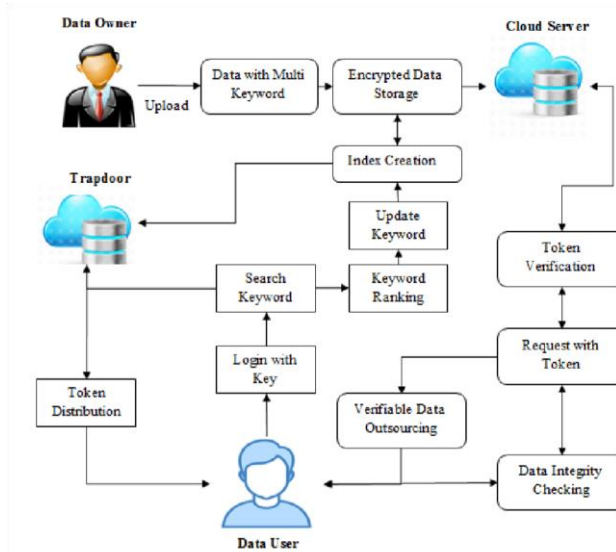 Data Owner
Cloud Server
Data with Multi
Keyword
Encrypted Data
Storage
Upload
Index Creation
Trapdoor
Update
Keyword
Token
Verification
Search
Keyword
Keyword
Ranking
Request with
Token
Login with
Key
Token
Distribution
Verifiable Data
Outsourcing
Data Integrity
Checking
Data User